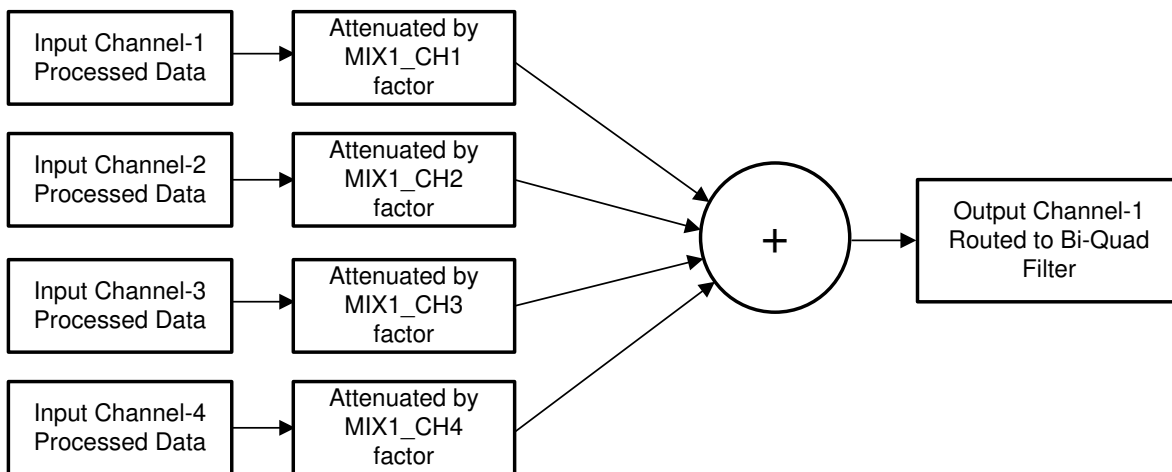 Input Channel-1
Processed Data
Attenuated by
MIX1_CH1
factor
Input Channel-2
Processed Data
Attenuated by
MIX1_CH2
factor
Input Channel-3
Processed Data
Attenuated by
MIX1_CH3
factor
Input Channel-4
Processed Data
Attenuated by
MIX1_CH4
factor
+
Output Channel-1
Routed to Bi-Quad
Filter